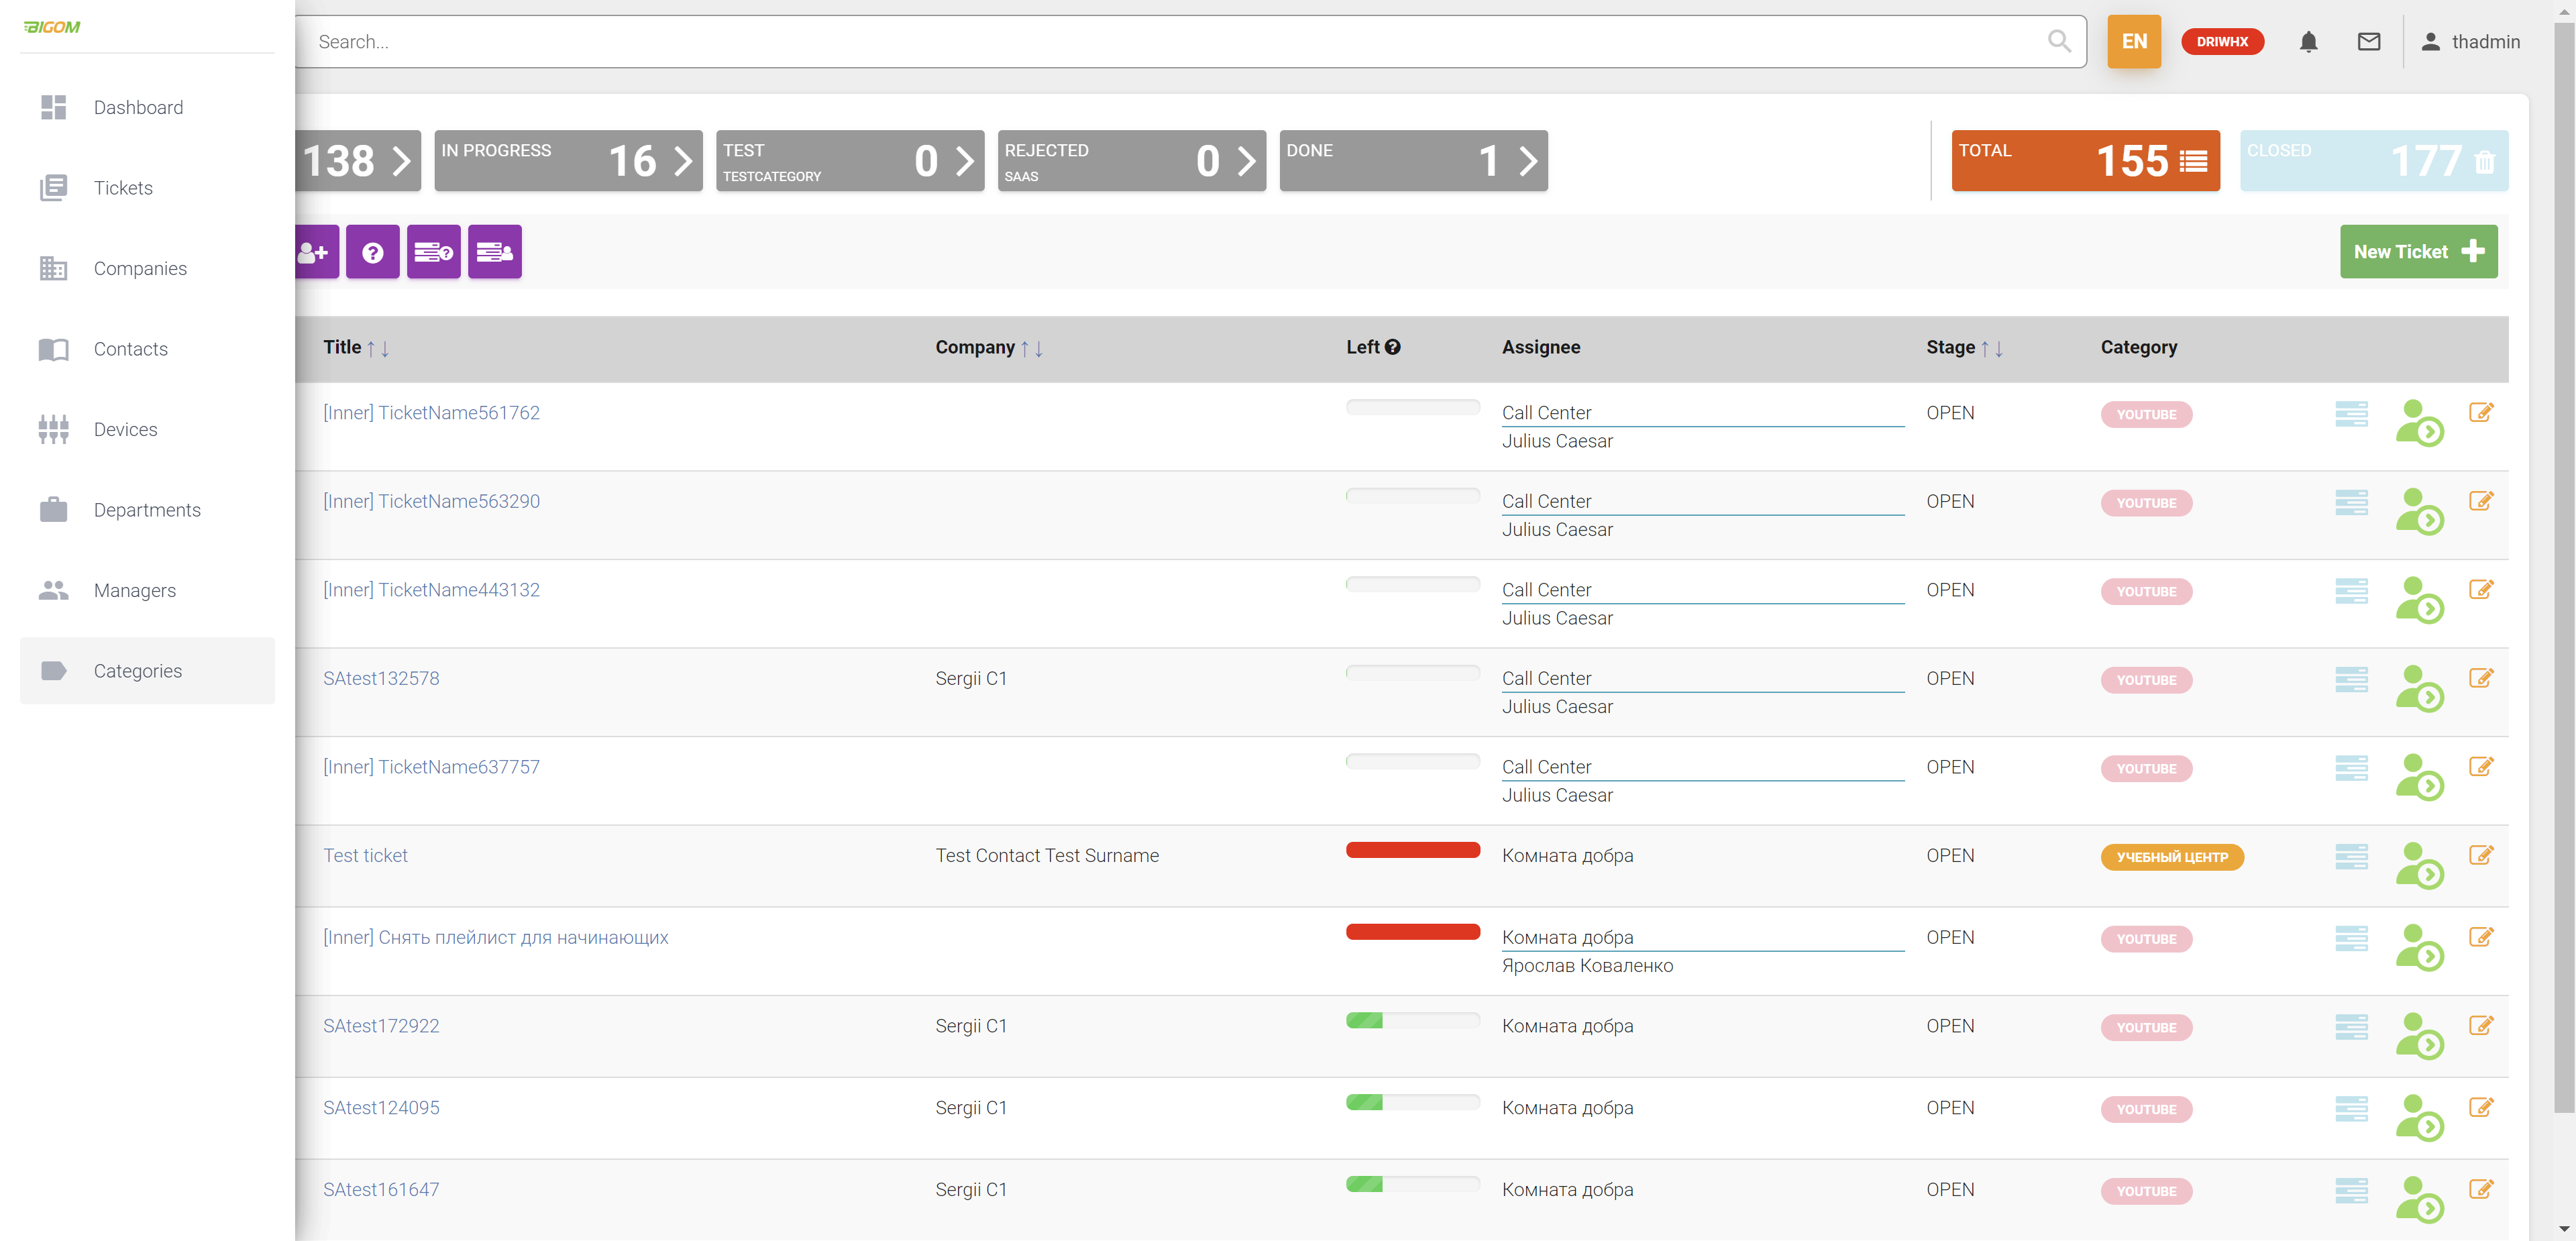 BIGOM
Search...
EN
DRIWHX
thadmin
Dashboard
Tickets
Companies
Contacts
Devices
Departments
Managers
Categories
138
IN PROGRESS 16
TEST 0
TESTCATEGORY
REJECTED 0
SAAS
DONE 1
TOTAL 155
CLOSED 177
New Ticket
Title ↑↓ Company ↑↓ Left Assignee Stage ↑↓ Category
[Inner] TicketName561762 Call Center OPEN YOUTUBE
Julius Caesar
[Inner] TicketName563290 Call Center OPEN YOUTUBE
Julius Caesar
[Inner] TicketName443132 Call Center OPEN YOUTUBE
Julius Caesar
SAtest132578 Sergii C1 Call Center OPEN YOUTUBE
Julius Caesar
[Inner] TicketName637757 Call Center OPEN YOUTUBE
Julius Caesar
Test ticket Test Contact Test Surname Комната добра OPEN УЧЕБНЫЙ ЦЕНТР
[Inner] Снять плейлист для начинающих Комната добра OPEN YOUTUBE
Ярослав Коваленко
SAtest172922 Sergii C1 Комната добра OPEN YOUTUBE
SAtest124095 Sergii C1 Комната добра OPEN YOUTUBE
SAtest161647 Sergii C1 Комната добра OPEN YOUTUBE